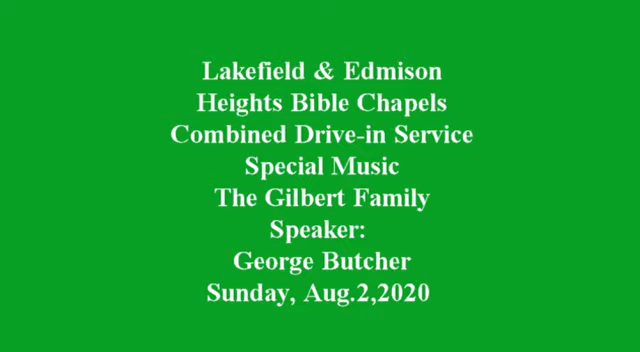 Lakefield & Edmison
Heights Bible Chapels
Combined Drive-in Service
Special Music
The Gilbert Family
Speaker:
George Butcher
Sunday, Aug.2,2020